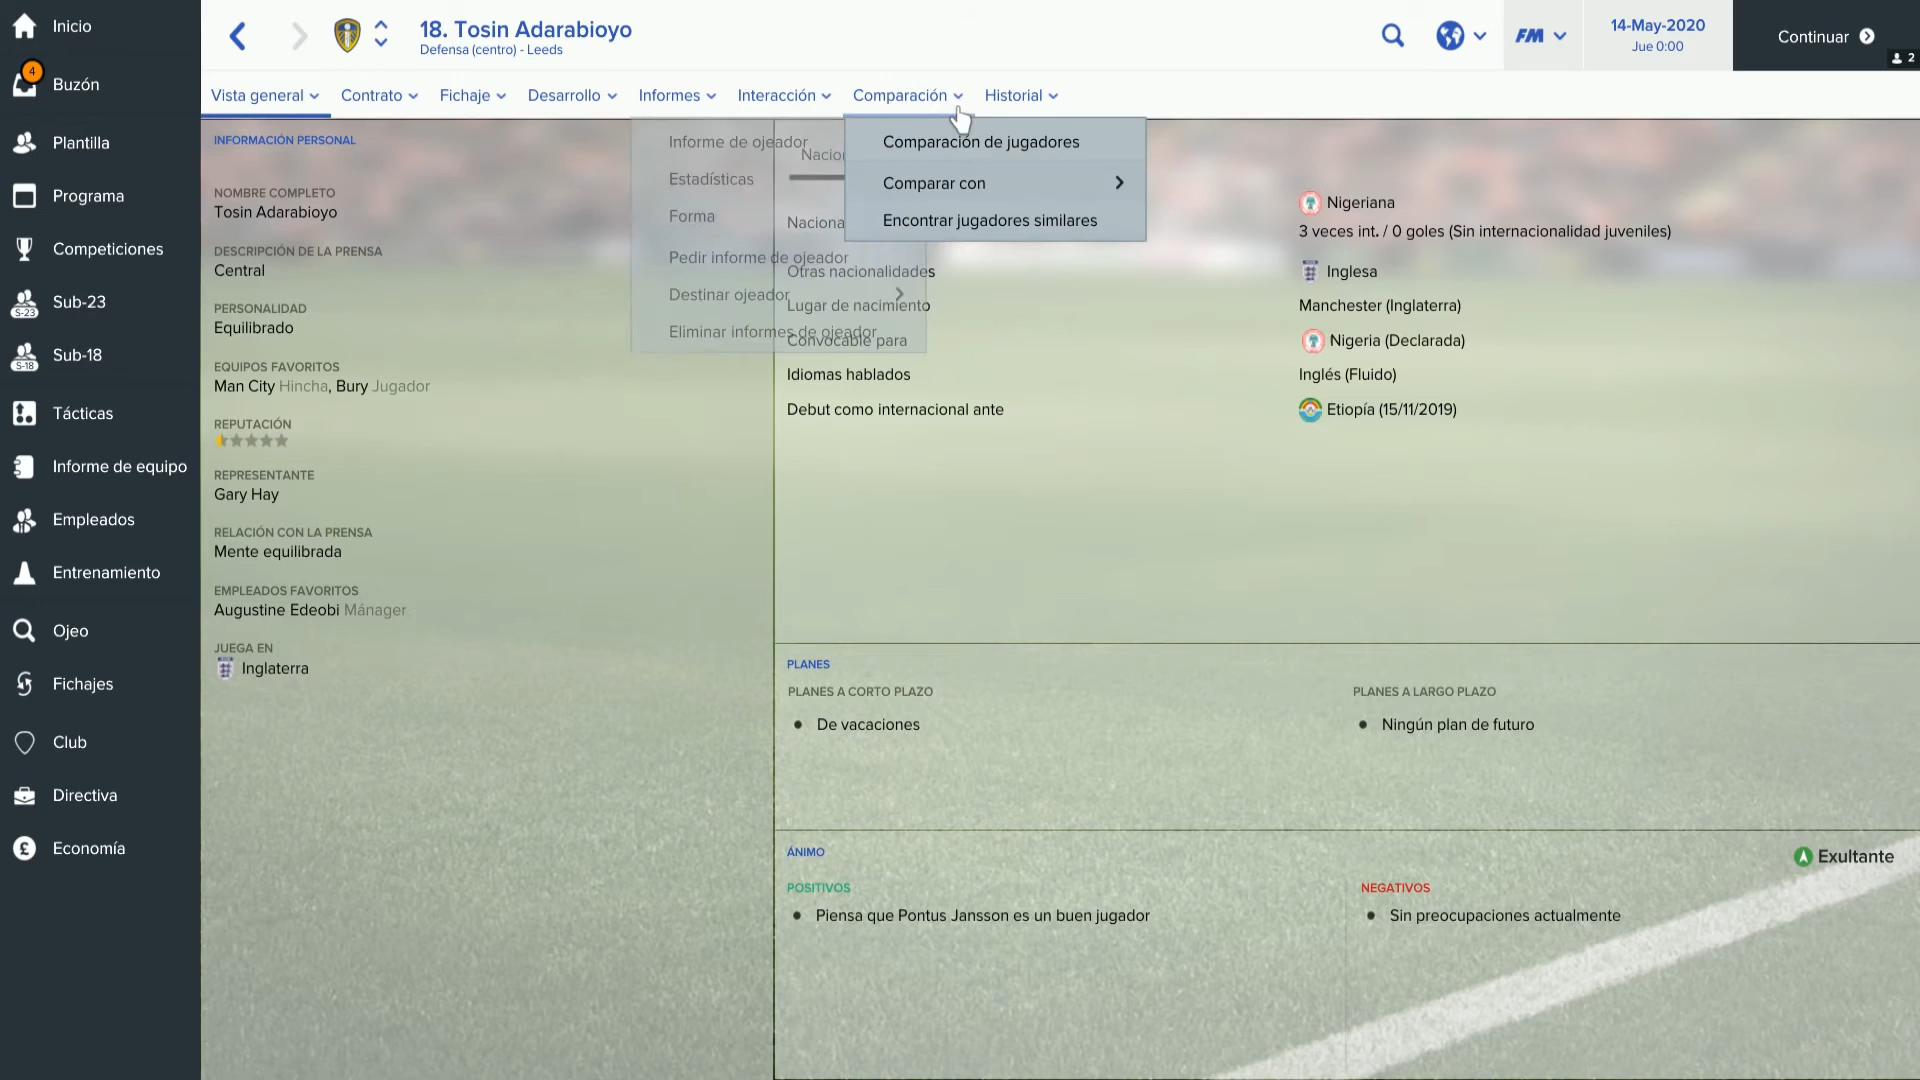 Inicio
4
Buzón
Plantilla
Programa
Competiciones
S-23
Sub-23
S-18
Sub-18
Tácticas
Informe de equipo
Empleados
Entrenamiento
Ojeo
Fichajes
Club
Directiva
Economía
18. Tosin Adarabioyo
Defensa (centro) - Leeds
FM
14-May-2020
Jue 0:00
Continuar
2
Vista general
Contrato
Fichaje
Desarrollo
Informes
Interacción
Comparación
Historial
Informe de ojeador
Estadísticas
Forma
Pedir informe de ojeador
Destinar ojeador
Eliminar informes de ojeador
Comparación de jugadores
Comparar con
Encontrar jugadores similares
INFORMACIÓN PERSONAL
NOMBRE COMPLETO
Tosin Adarabioyo
DESCRIPCIÓN DE LA PRENSA
Central
PERSONALIDAD
Equilibrado
EQUIPOS FAVORITOS
Man City Hincha, Bury Jugador
REPUTACIÓN
REPRESENTANTE
Gary Hay
RELACIÓN CON LA PRENSA
Mente equilibrada
EMPLEADOS FAVORITOS
Augustine Edeobi Mánager
JUEGA EN
Inglaterra
Nacio
Naciona
Nigeriana
3 veces int. / 0 goles (Sin internacionalidad juveniles)
Otras nacionalidades
Inglesa
Lugar de nacimiento
Manchester (Inglaterra)
Convocable para
Nigeria (Declarada)
Idiomas hablados
Inglés (Fluido)
Debut como internacional ante
Etiopía (15/11/2019)
PLANES
PLANES A CORTO PLAZO
De vacaciones
PLANES A LARGO PLAZO
Ningún plan de futuro
ÁNIMO
Exultante
POSITIVOS
Piensa que Pontus Jansson es un buen jugador
NEGATIVOS
Sin preocupaciones actualmente